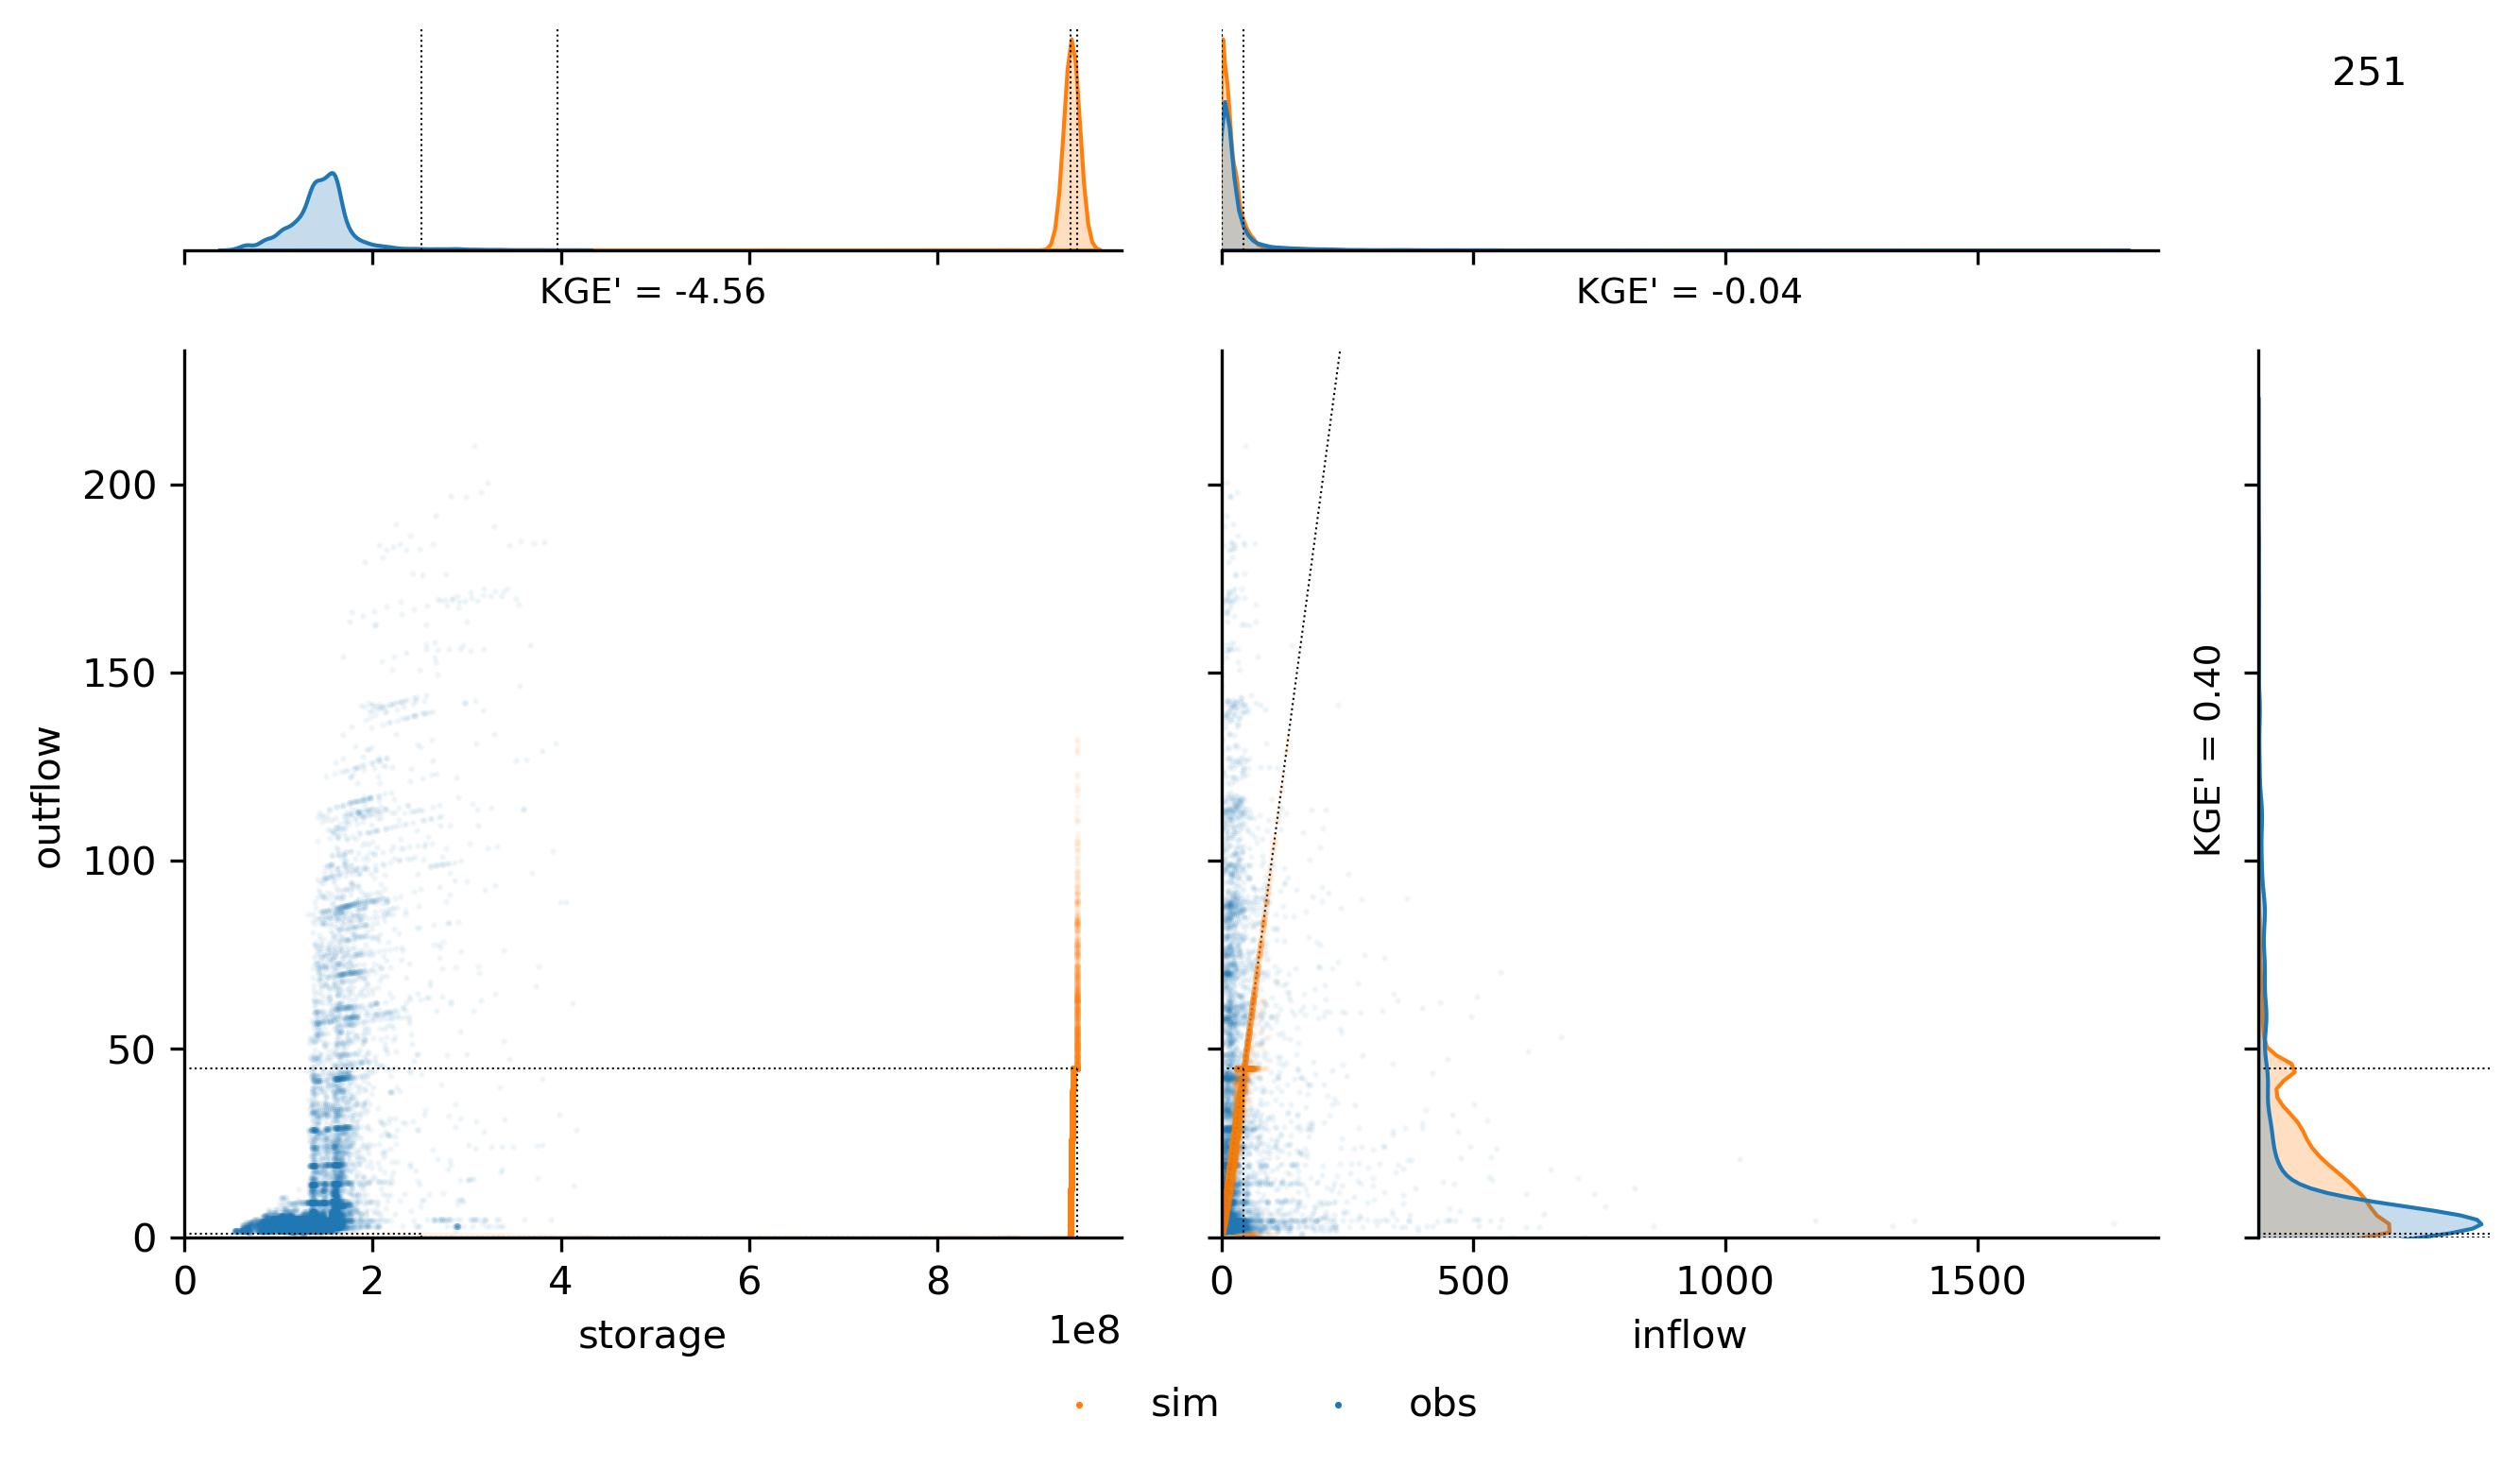 251
KGE' = -4.56
KGE' = -0.04
outflow
200
150
100
50
0
KGE' = 0.40
0 2 4 6 8
0 500 1000 1500
storage
1e8
inflow
sim obs